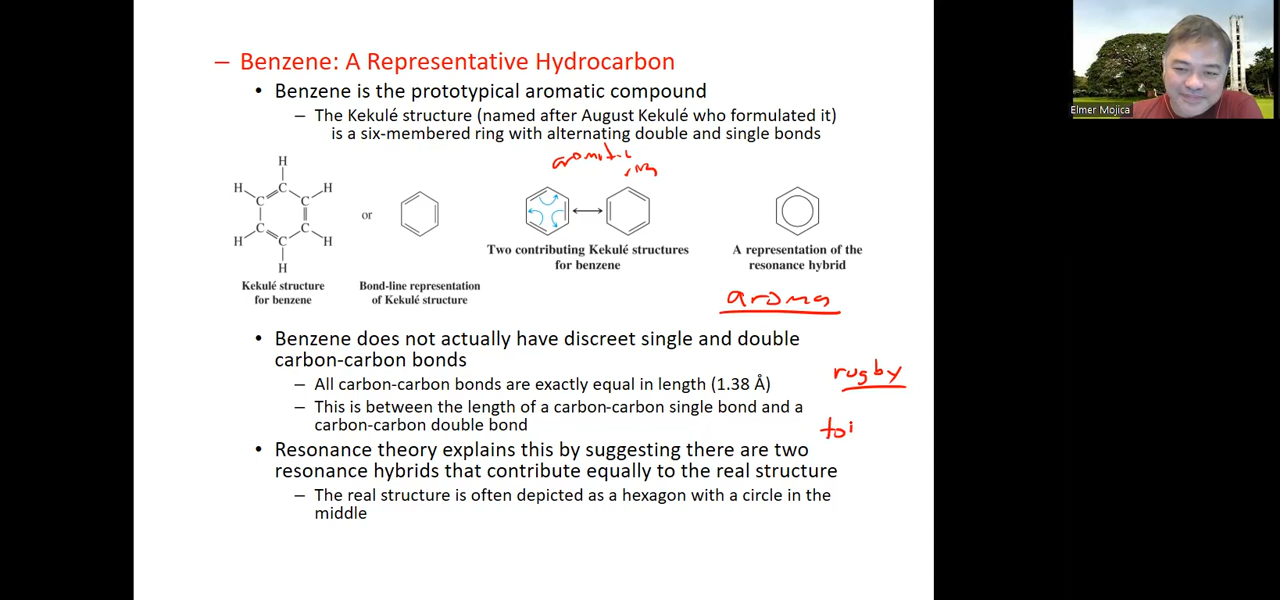 – Benzene: A Representative Hydrocarbon
Elmer Mojica
• Benzene is the prototypical aromatic compound
– The Kekulé structure (named after August Kekulé who formulated it)
is a six-membered ring with alternating double and single bonds
aromatic
ring
H
H C H
C C
or
C C
H C H
H
Kekulé structure
for benzene
Bond-line representation
of Kekulé structure
Two contributing Kekulé structures
for benzene
A representation of the
resonance hybrid
aroma
• Benzene does not actually have discreet single and double
carbon-carbon bonds
– All carbon-carbon bonds are exactly equal in length (1.38 Å)
rugby
– This is between the length of a carbon-carbon single bond and a
carbon-carbon double bond
toi
• Resonance theory explains this by suggesting there are two
resonance hybrids that contribute equally to the real structure
– The real structure is often depicted as a hexagon with a circle in the
middle